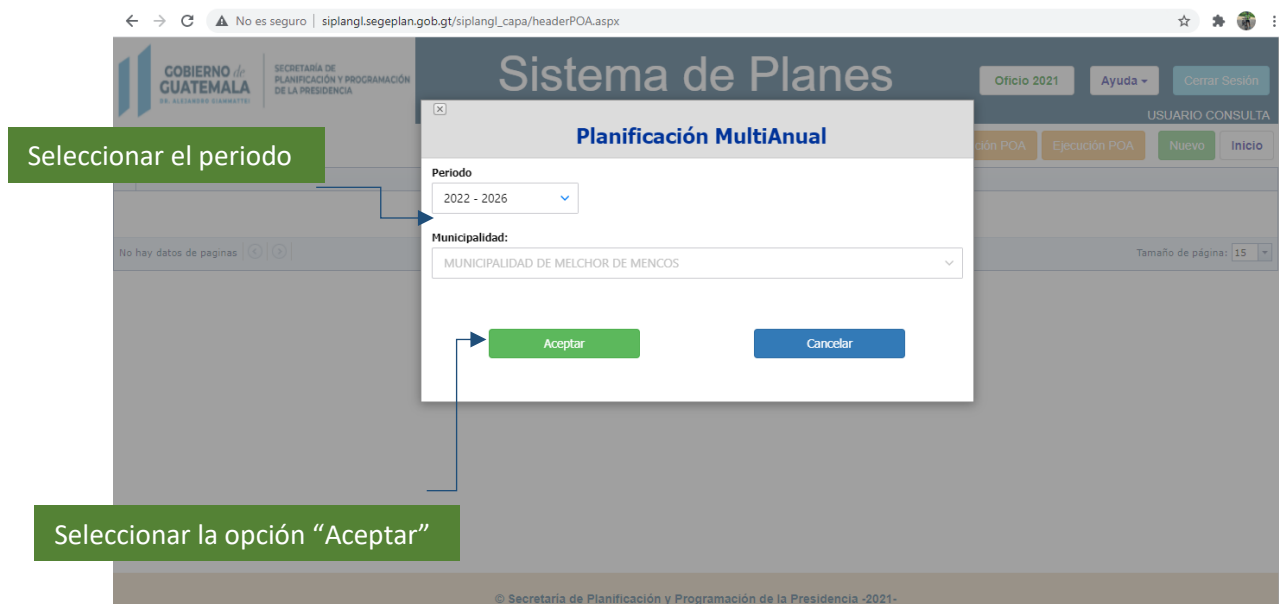 No es seguro | siplangl.segeplan.gob.gt/siplangl_capa/headerPOA.aspx
GOBIERNO de
GUATEMALA
DR. ALEJANDRO GIAMMATTEI
SECRETARÍA DE
PLANIFICACIÓN Y PROGRAMACIÓN
DE LA PRESIDENCIA
Sistema de Planes
Oficio 2021
Ayuda
Cerrar Sesión
USUARIO CONSULTA
Ejecución POA
Nuevo
Inicio
Planificación MultiAnual
Seleccionar el periodo
Periodo
2022 - 2026
Municipalidad:
MUNICIPALIDAD DE MELCHOR DE MENCOS
No hay datos de paginas
Tamaño de página: 15
Aceptar
Cancelar
Seleccionar la opción “Aceptar”
© Secretaría de Planificación y Programación de la Presidencia -2021-